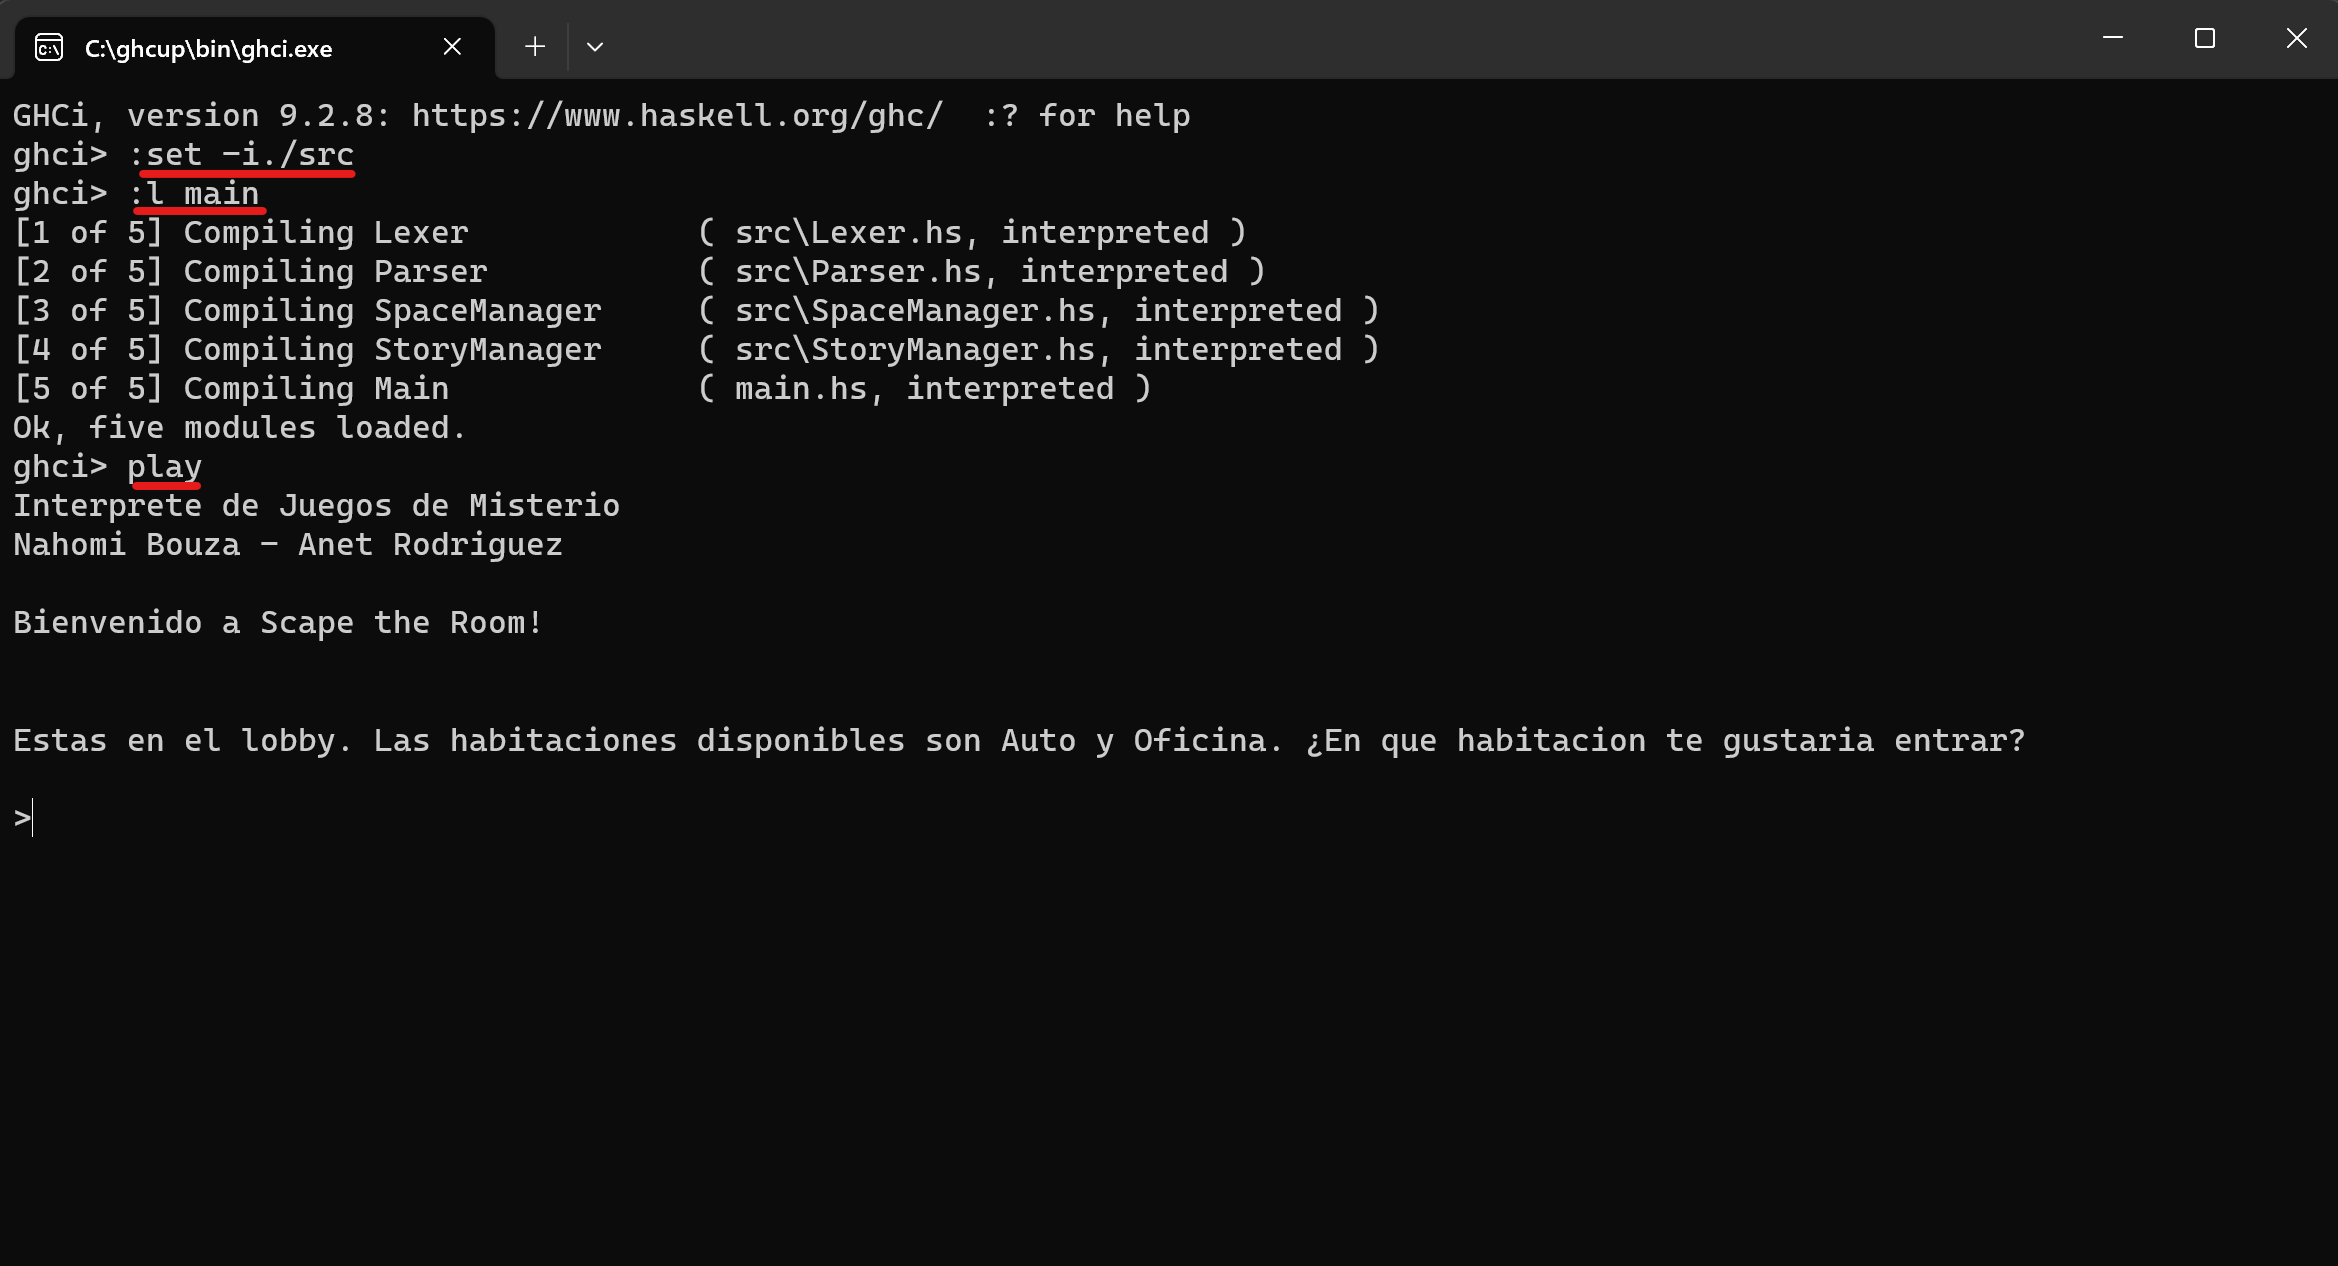 C:\ghcup\bin\ghci.exe
GHCi, version 9.2.8: https://www.haskell.org/ghc/  :? for help
ghci> :set -i./src
ghci> :l main
[1 of 5] Compiling Lexer            ( src\Lexer.hs, interpreted )
[2 of 5] Compiling Parser           ( src\Parser.hs, interpreted )
[3 of 5] Compiling SpaceManager     ( src\SpaceManager.hs, interpreted )
[4 of 5] Compiling StoryManager     ( src\StoryManager.hs, interpreted )
[5 of 5] Compiling Main             ( main.hs, interpreted )
Ok, five modules loaded.
ghci> play
Interprete de Juegos de Misterio
Nahomi Bouza - Anet Rodriguez
Bienvenido a Scape the Room!
Estas en el lobby. Las habitaciones disponibles son Auto y Oficina. ¿En que habitacion te gustaria entrar?
>